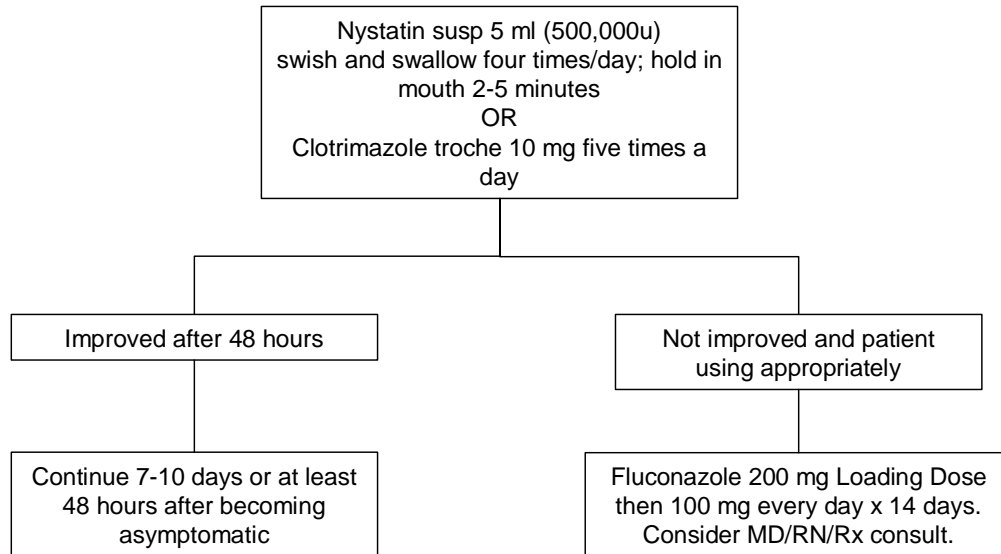 Nystatin susp 5 ml (500,000u)
swish and swallow four times/day; hold in
mouth 2-5 minutes
OR
Clotrimazole troche 10 mg five times a
day
Improved after 48 hours
Not improved and patient
using appropriately
Continue 7-10 days or at least
48 hours after becoming
asymptomatic
Fluconazole 200 mg Loading Dose
then 100 mg every day x 14 days.
Consider MD/RN/Rx consult.